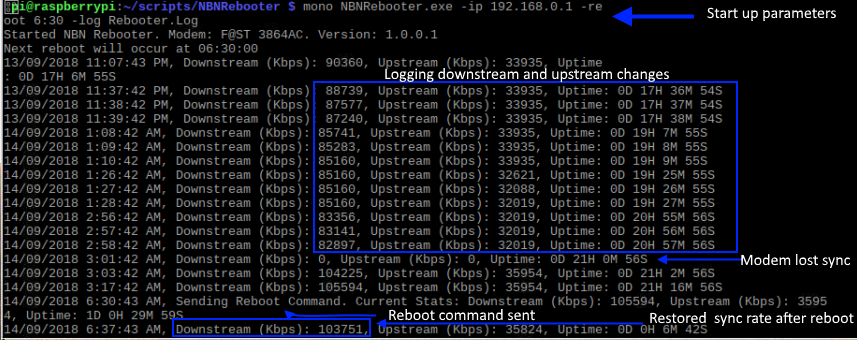 pi@raspberrypi:~/scripts/NBNRebooter $ mono NBNRebooter.exe -ip 192.168.0.1 -re
Start up parameters
oot 6:30 -log Rebooter.Log
Started NBN Rebooter. Modem: F@ST 3864AC. Version: 1.0.0.1
Next reboot will occur at 06:30:00
13/09/2018 11:07:43 PM, Downstream (Kbps): 90360, Upstream (Kbps): 33935, Uptime
: 0D 17H 6M 55S
Logging downstream and upstream changes
13/09/2018 11:37:42 PM, Downstream (Kbps) 88739, Upstream (Kbps): 33935, Uptime: 0D 17H 36M 54S
13/09/2018 11:38:42 PM, Downstream (Kbps) 87577, Upstream (Kbps): 33935, Uptime: 0D 17H 37M 54S
13/09/2018 11:39:42 PM, Downstream (Kbps) 87240, Upstream (Kbps): 33935, Uptime: 0D 17H 38M 54S
14/09/2018 1:08:42 AM, Downstream (Kbps): 85741, Upstream (Kbps): 33935, Uptime: 0D 19H 7M 55S
14/09/2018 1:09:42 AM, Downstream (Kbps): 85283, Upstream (Kbps): 33935, Uptime: 0D 19H 8M 55S
14/09/2018 1:10:42 AM, Downstream (Kbps): 85160, Upstream (Kbps): 33935, Uptime: 0D 19H 9M 55S
14/09/2018 1:26:42 AM, Downstream (Kbps): 85160, Upstream (Kbps): 32621, Uptime: 0D 19H 25M 55S
14/09/2018 1:27:42 AM, Downstream (Kbps): 85160, Upstream (Kbps): 32088, Uptime: 0D 19H 26M 55S
14/09/2018 1:28:42 AM, Downstream (Kbps): 85160, Upstream (Kbps): 32019, Uptime: 0D 19H 27M 55S
14/09/2018 2:56:42 AM, Downstream (Kbps): 83356, Upstream (Kbps): 32019, Uptime: 0D 20H 55M 56S
14/09/2018 2:57:42 AM, Downstream (Kbps): 83141, Upstream (Kbps): 32019, Uptime: 0D 20H 56M 56S
14/09/2018 2:58:42 AM, Downstream (Kbps): 82897, Upstream (Kbps): 32019, Uptime: 0D 20H 57M 56S
14/09/2018 3:01:42 AM, Downstream (Kbps): 0, Upstream (Kbps): 0, Uptime: 0D 21H 0M 56S
Modem lost sync
14/09/2018 3:03:42 AM, Downstream (Kbps): 104225, Upstream (Kbps): 35954, Uptime: 0D 21H 2M 56S
14/09/2018 3:17:42 AM, Downstream (Kbps): 105594, Upstream (Kbps): 35954, Uptime: 0D 21H 16M 56S
14/09/2018 6:30:43 AM, Sending Reboot Command. Current Stats: Downstream (Kbps): 105594, Upstream (Kbps): 3595
4, Uptime: 1D 0H 29M 59S
Reboot command sent
Restored sync rate after reboot
14/09/2018 6:37:43 AM, Downstream (Kbps): 103751, Upstream (Kbps): 35824, Uptime: 0D 0H 6M 42S